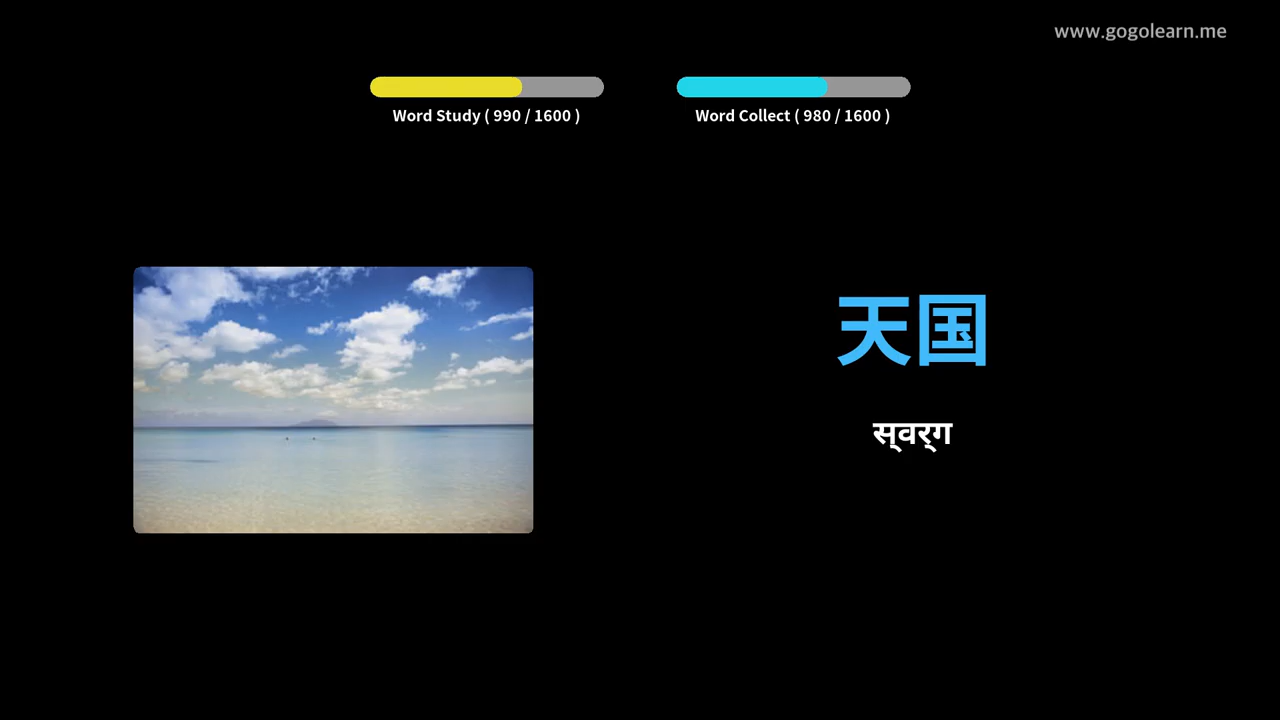 www.gogolearn.me
Word Study ( 990 / 1600 )
Word Collect ( 980 / 1600 )
天国
स्वर्ग